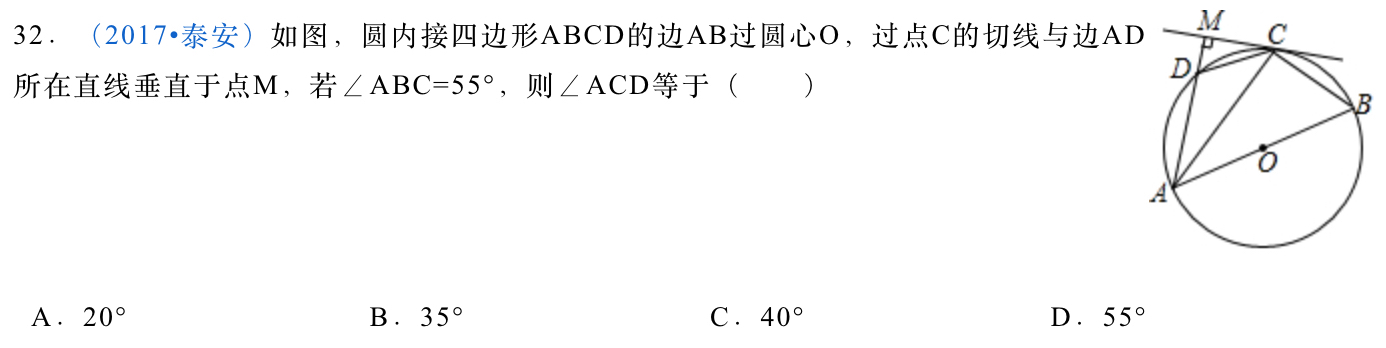 32．（2017•泰安）如图，圆内接四边形ABCD的边AB过圆心O，过点C的切线与边AD
所在直线垂直于点M，若∠ABC=55°，则∠ACD等于（　　）
M
C
D
B
O
A
A．20°　　B．35°　　C．40°　　D．55°